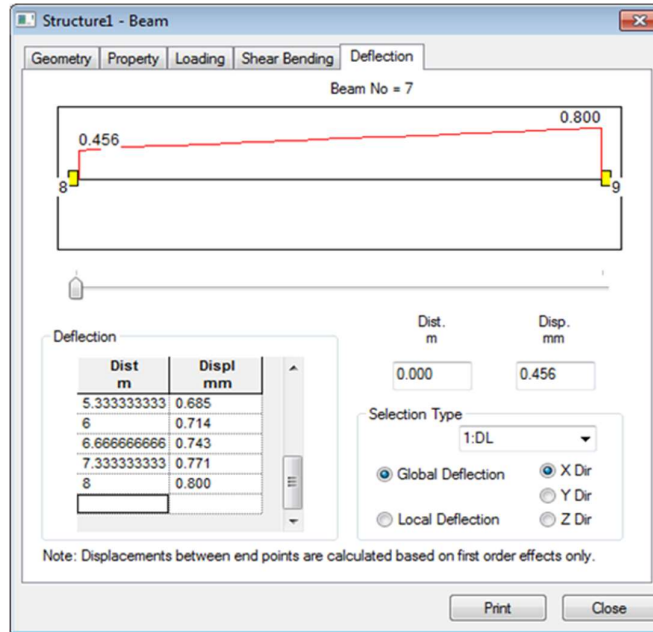 Structure1 - Beam
Geometry Property Loading Shear Bending Deflection
Beam No = 7
0.456
0.800
8
9
Dist.
m
Disp.
mm
0.000
0.456
Deflection
Dist
m
Displ
mm
5.333333333 0.685
6 0.714
6.666666666 0.743
7.333333333 0.771
8 0.800
Selection Type
1:DL
Global Deflection
Local Deflection
X Dir
Y Dir
Z Dir
Note: Displacements between end points are calculated based on first order effects only.
Print Close